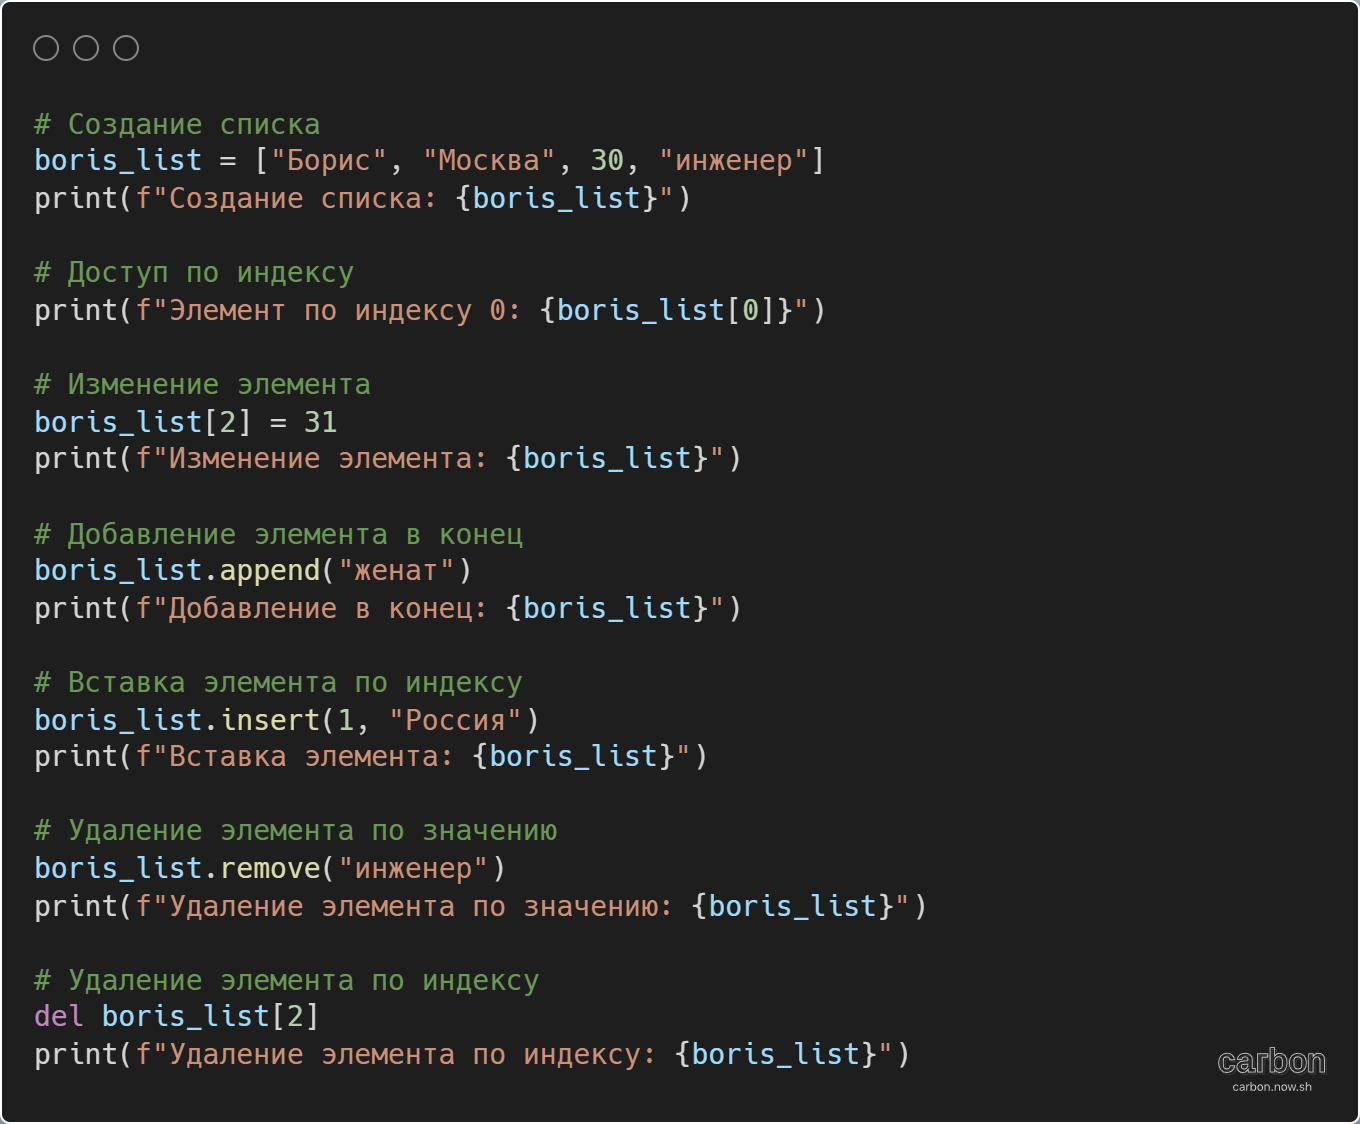 # Создание списка
boris_list = ["Борис", "Москва", 30, "инженер"]
print(f"Создание списка: {boris_list}")
# Доступ по индексу
print(f"Элемент по индексу 0: {boris_list[0]}")
# Изменение элемента
boris_list[2] = 31
print(f"Изменение элемента: {boris_list}")
# Добавление элемента в конец
boris_list.append("женат")
print(f"Добавление в конец: {boris_list}")
# Вставка элемента по индексу
boris_list.insert(1, "Россия")
print(f"Вставка элемента: {boris_list}")
# Удаление элемента по значению
boris_list.remove("инженер")
print(f"Удаление элемента по значению: {boris_list}")
# Удаление элемента по индексу
del boris_list[2]
print(f"Удаление элемента по индексу: {boris_list}")
carbon
carbon.now.sh